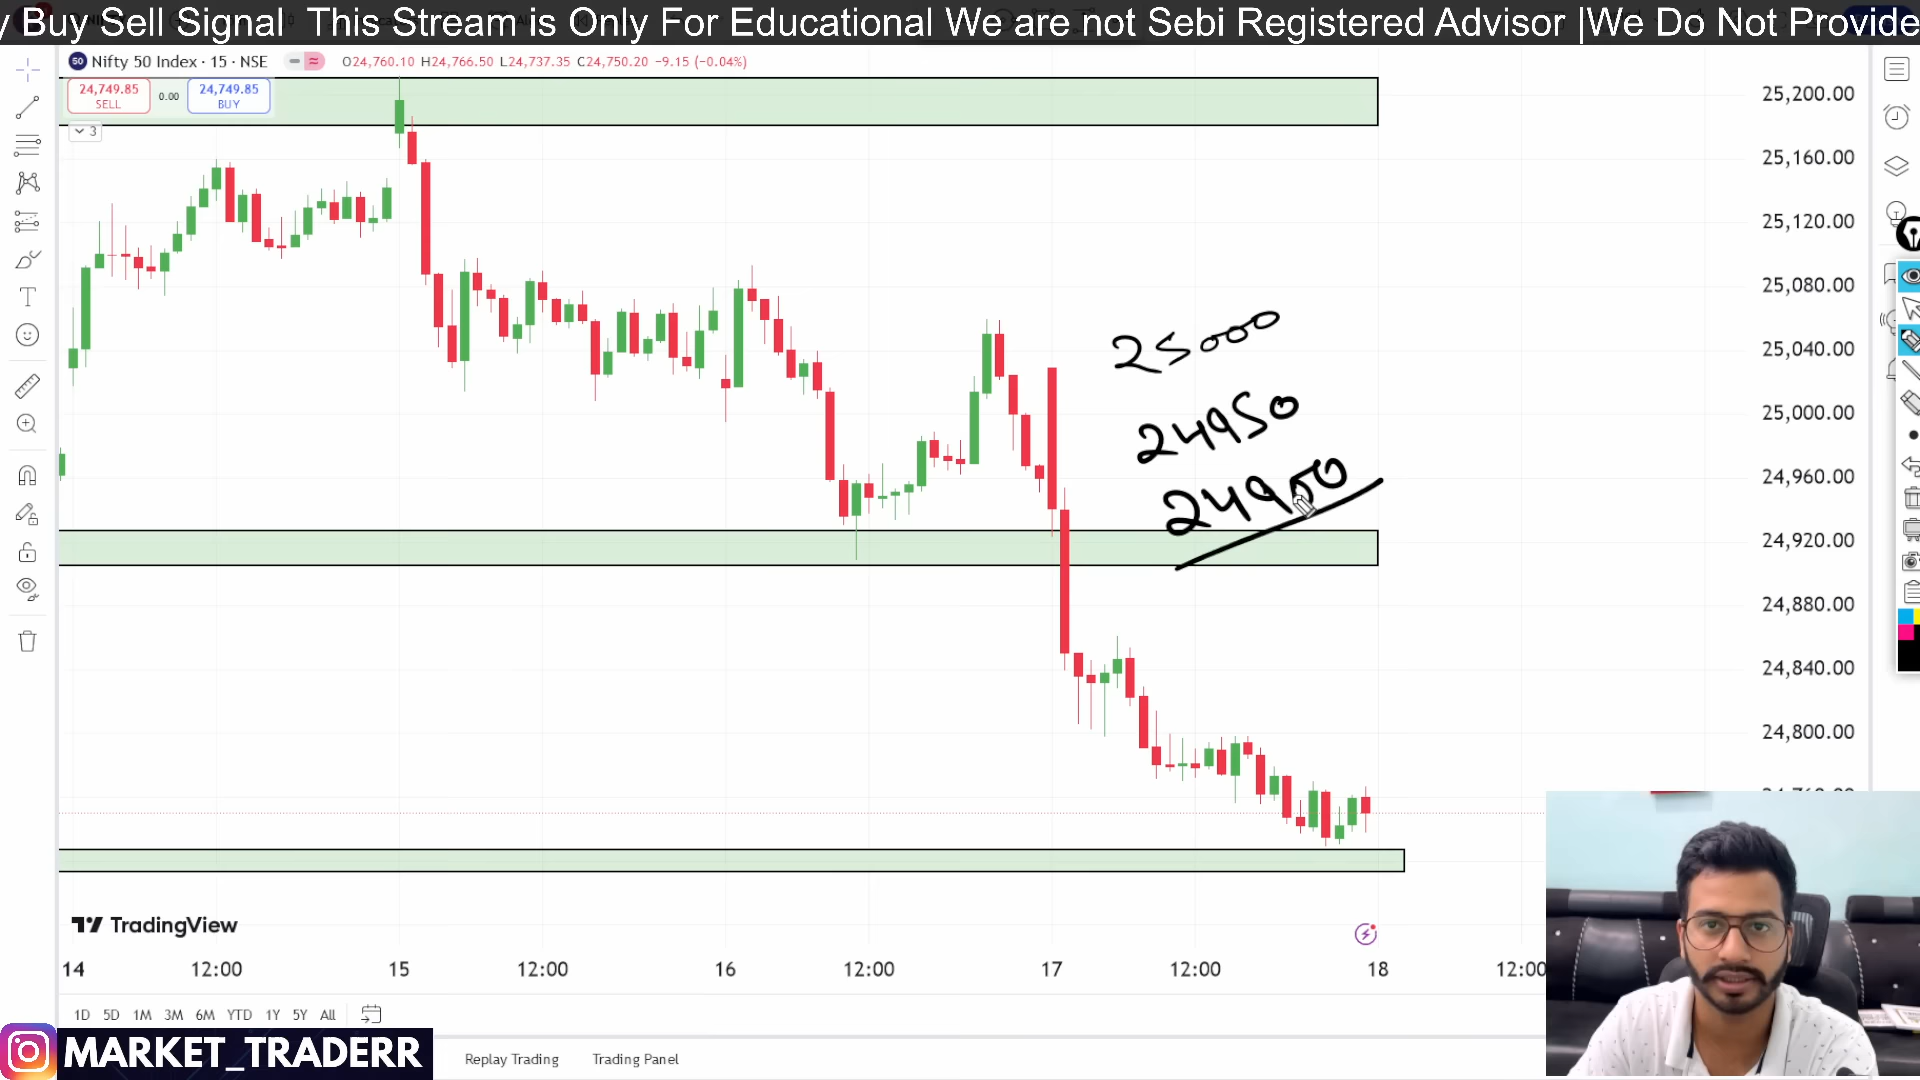 y Buy Sell Signal This Stream is Only For Educational We are not Sebi Registered Advisor |We Do Not Provide
50 Nifty 50 Index · 15 · NSE O24,760.10 H24,766.50 L24,737.35 C24,750.20 −9.15 (−0.04%)
24,749.85 SELL
0.00
24,749.85 BUY
3
25,200.00
25,160.00
25,120.00
25,080.00
25,040.00
25,000.00
24,960.00
24,920.00
24,880.00
24,840.00
24,800.00
25000
24950
24900
TradingView
14 12:00 15 12:00 16 12:00 17 12:00 18 12:00
1D 5D 1M 3M 6M YTD 1Y 5Y All
MARKET_TRADERR
Replay Trading Trading Panel